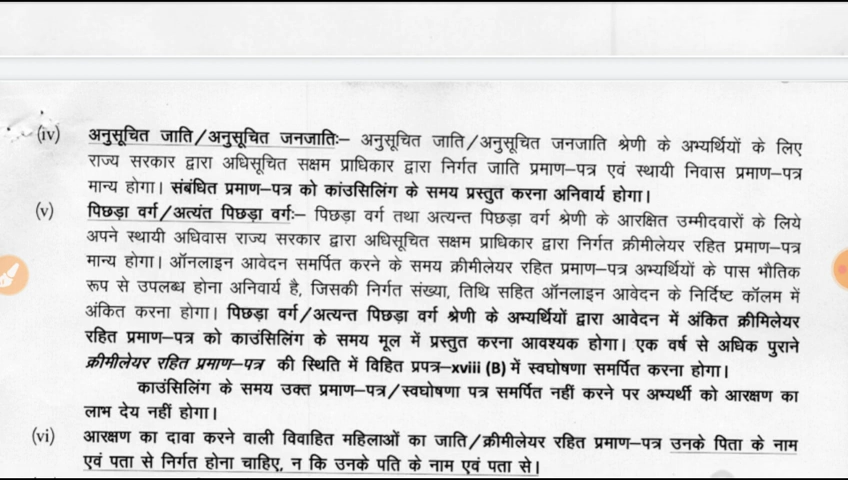 (iv) अनुसूचित जाति/अनुसूचित जनजातिः– अनुसूचित जाति/अनुसूचित जनजाति श्रेणी के अभ्यर्थियों के लिए
राज्य सरकार द्वारा अधिसूचित सक्षम प्राधिकार द्वारा निर्गत जाति प्रमाण–पत्र एवं स्थायी निवास प्रमाण–पत्र
मान्य होगा। संबंधित प्रमाण–पत्र को कांउसिलिंग के समय प्रस्तुत करना अनिवार्य होगा।
(v) पिछड़ा वर्ग/अत्यंत पिछड़ा वर्गः– पिछड़ा वर्ग तथा अत्यन्त पिछड़ा वर्ग श्रेणी के आरक्षित उम्मीदवारों के लिये
अपने स्थायी अधिवास राज्य सरकार द्वारा अधिसूचित सक्षम प्राधिकार द्वारा निर्गत क्रीमीलेयर रहित प्रमाण–पत्र
मान्य होगा। ऑनलाइन आवेदन समर्पित करने के समय क्रीमीलेयर रहित प्रमाण–पत्र अभ्यर्थियों के पास भौतिक
रूप से उपलब्ध होना अनिवार्य है, जिसकी निर्गत संख्या, तिथि सहित ऑनलाइन आवेदन के निर्दिष्ट कॉलम में
अंकित करना होगा। पिछड़ा वर्ग/अत्यन्त पिछड़ा वर्ग श्रेणी के अभ्यर्थियों द्वारा आवेदन में अंकित क्रीमिलेयर
रहित प्रमाण–पत्र को काउंसिलिंग के समय मूल में प्रस्तुत करना आवश्यक होगा। एक वर्ष से अधिक पुराने
क्रीमीलेयर रहित प्रमाण–पत्र की स्थिति में विहित प्रपत्र–xviii (B) में स्वघोषणा समर्पित करना होगा।
काउंसिलिंग के समय उक्त प्रमाण–पत्र/स्वघोषणा पत्र समर्पित नहीं करने पर अभ्यर्थी को आरक्षण का
लाभ देय नहीं होगा।
(vi) आरक्षण का दावा करने वाली विवाहित महिलाओं का जाति/क्रीमीलेयर रहित प्रमाण–पत्र उनके पिता के नाम
एवं पता से निर्गत होना चाहिए, न कि उनके पति के नाम एवं पता से।